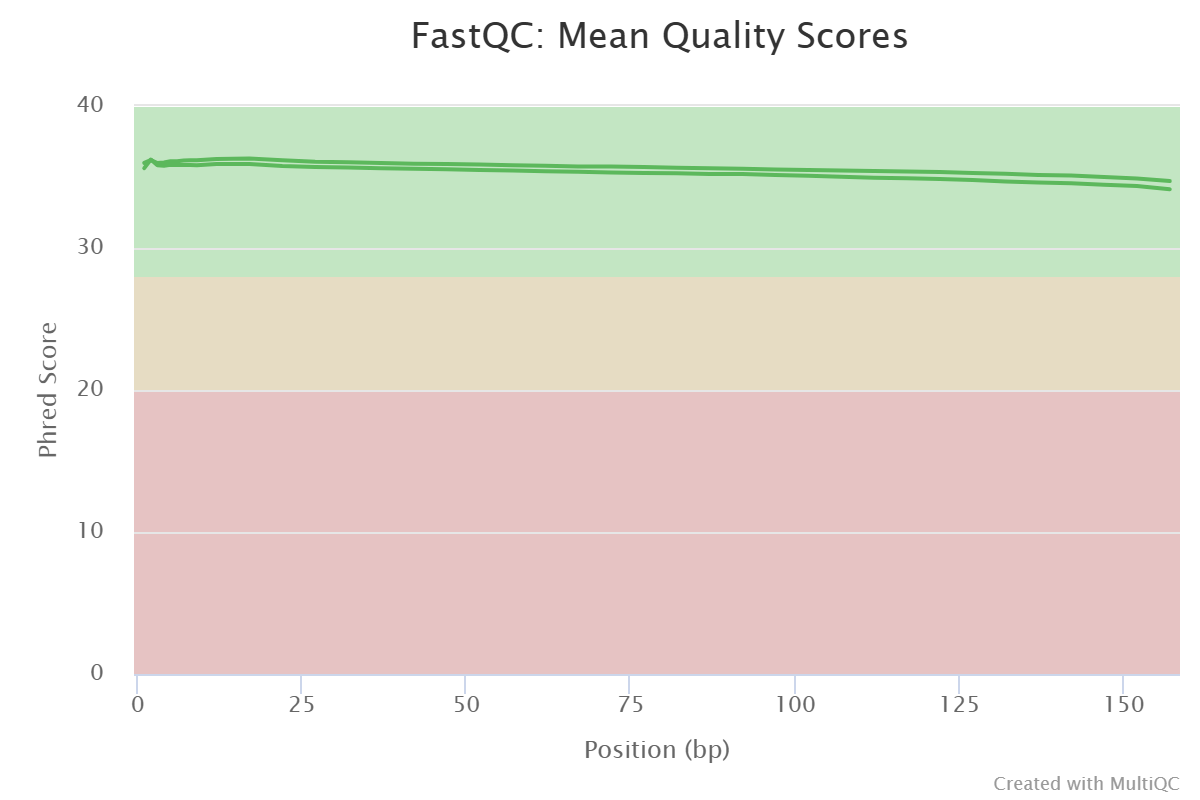 FastQC: Mean Quality Scores
40
30
20
10
0
Phred Score
0 25 50 75 100 125 150
Position (bp)
Created with MultiQC